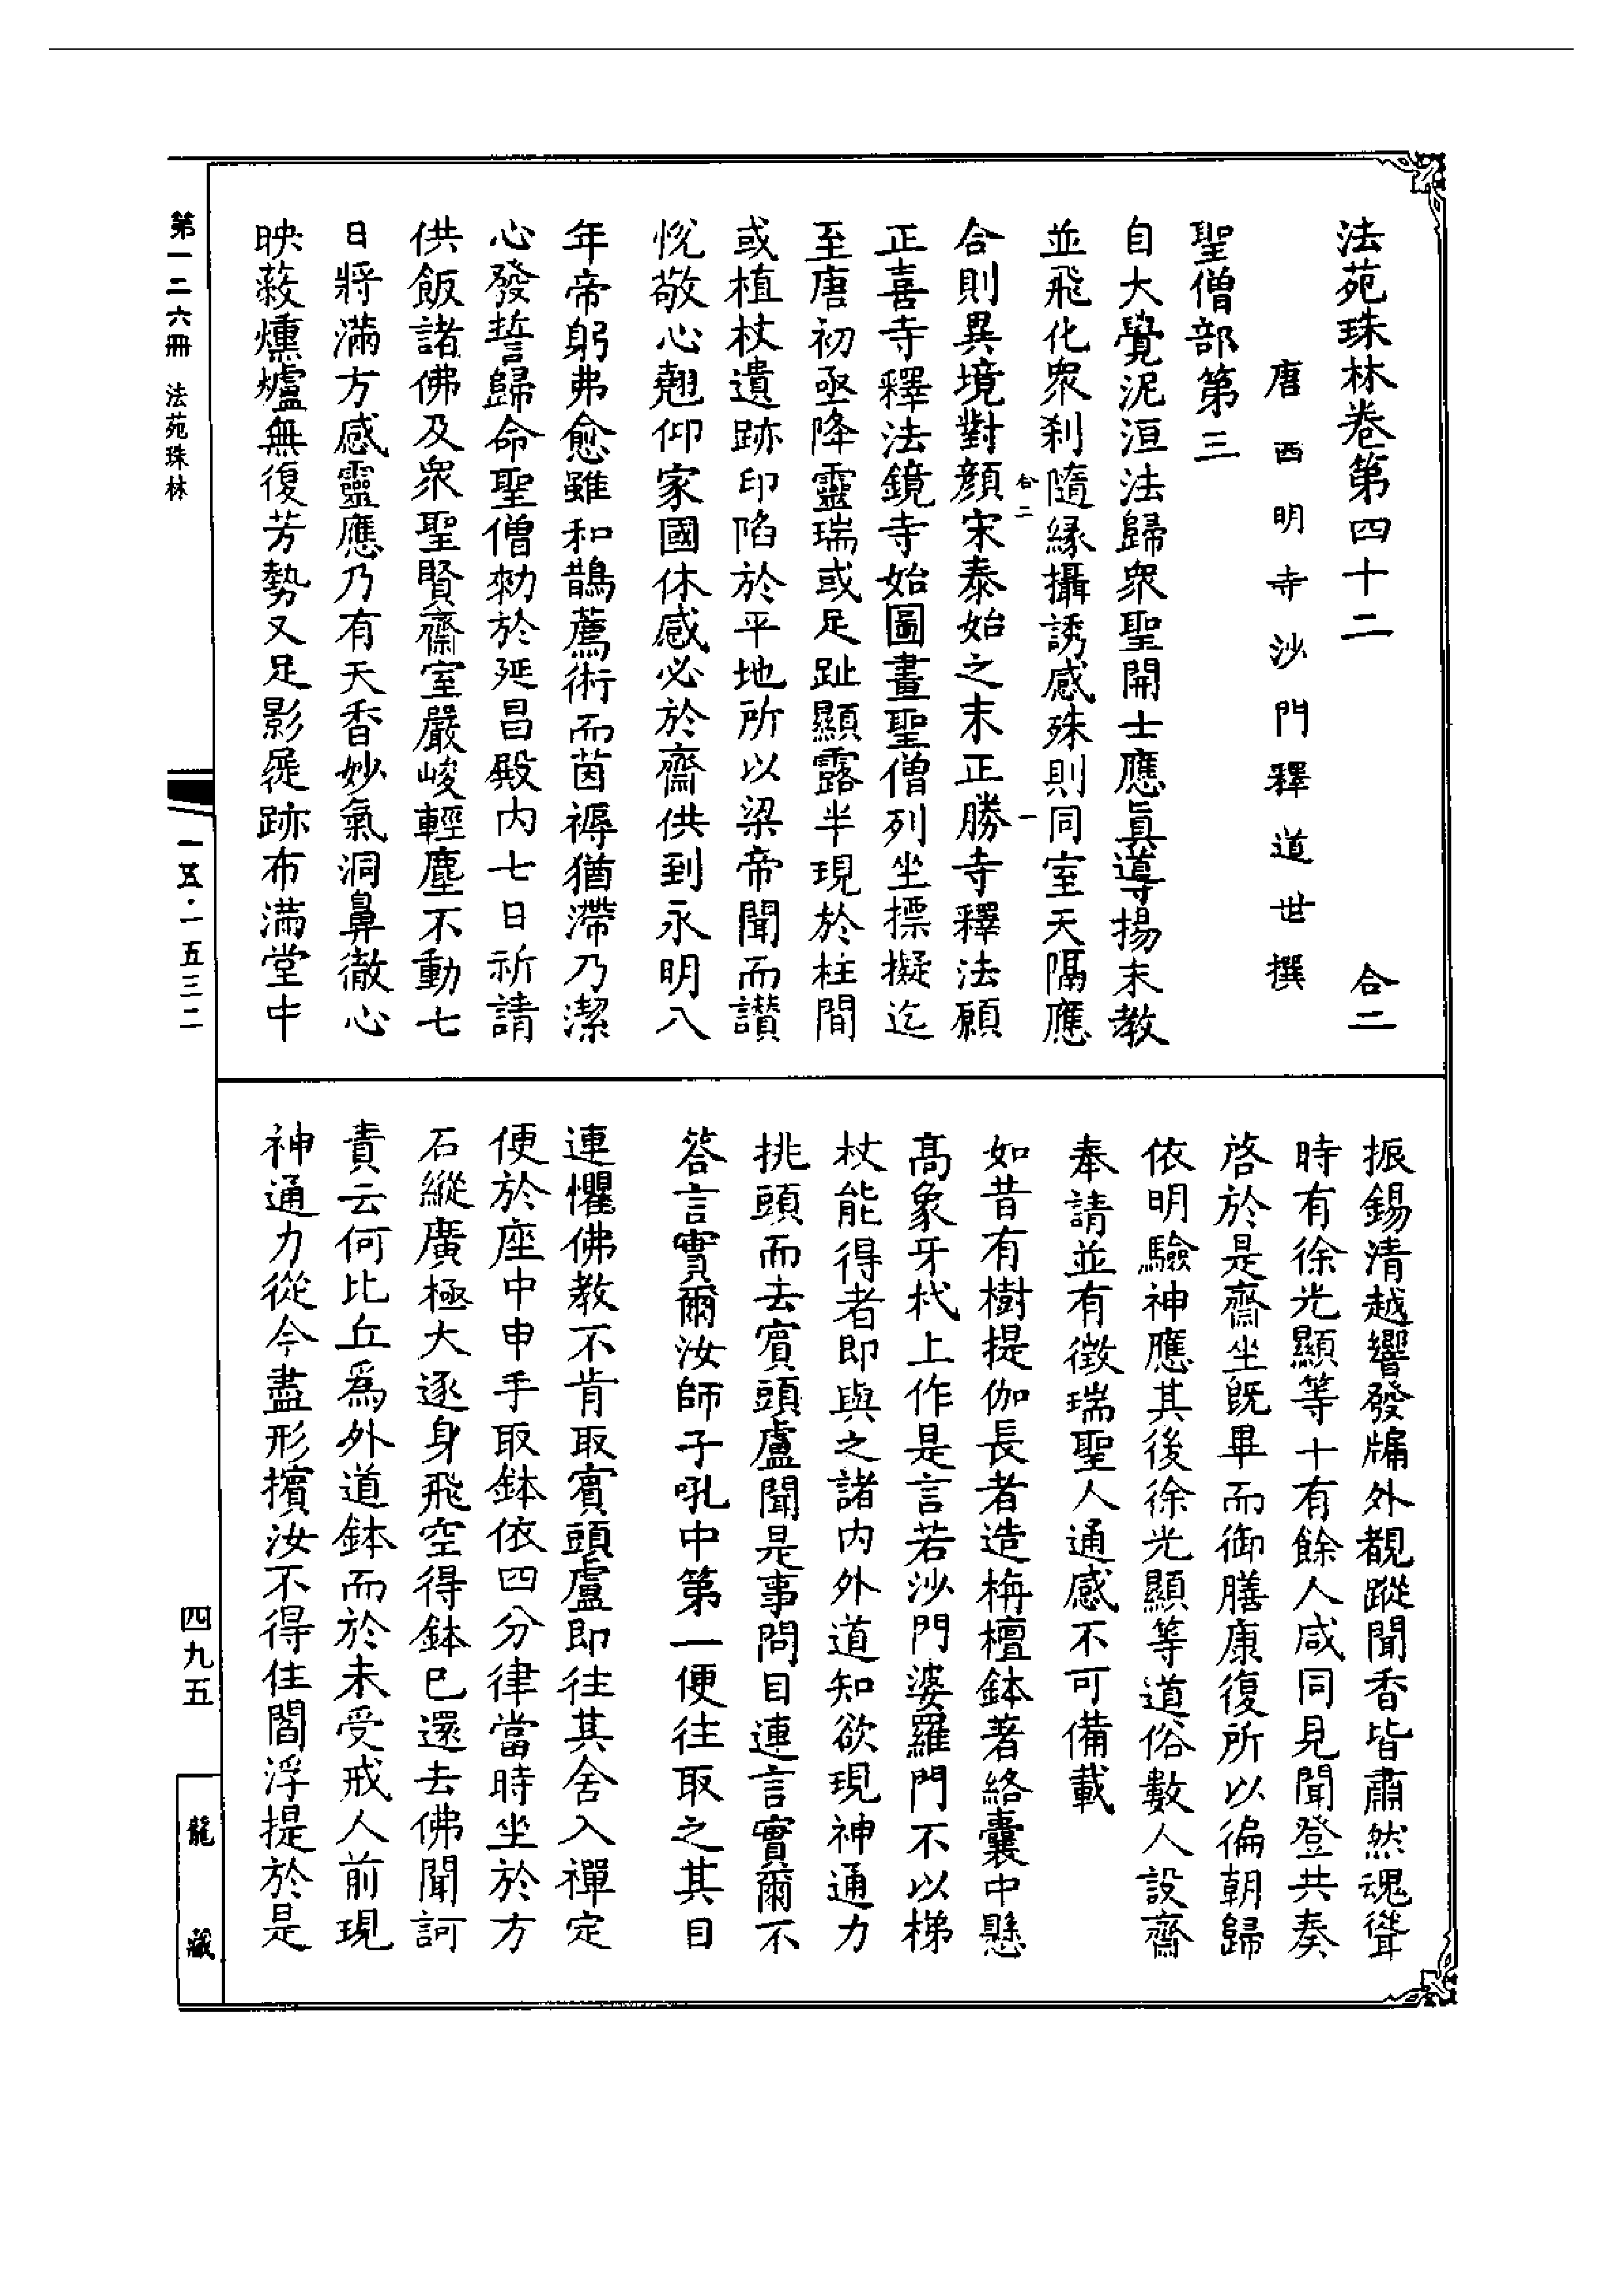 法苑珠林卷第四十二　合二
唐西明寺沙門釋道世撰
聖僧部第三
自大覺泥洹法歸衆聖開士應眞導揚末教
並飛化衆刹隨緣攝誘感殊則同室天隔應
合二　一
合則異境對顏宋泰始之末正勝寺釋法願
正喜寺釋法鏡寺始圖畫聖僧列坐標擬迄
至唐初亟降靈瑞或足趾顯露半現於柱間
或植杖遺跡印陷於平地所以梁帝聞而讃
悅敬心翹仰家國休感必於齋供到永明八
年帝躬弗愈雖和鵲薦術而茵褥猶滯乃潔
心發誓歸命聖僧勑於延昌殿内七日祈請
供飯諸佛及衆聖賢齋室嚴峻輕塵不動七
日將滿方感靈應乃有天香妙氣洞鼻徹心
映蔽燻爐無復芳勢又足影屣跡布滿堂中
振錫清越響發牖外覩蹤聞香皆肅然魂聳
時有徐光顯等十有餘人咸同見聞登共奏
啓於是齋坐旣畢而御膳康復所以徧朝歸
依明驗神應其後徐光顯等道俗數人設齋
奉請並有徵瑞聖人通感不可備載
如昔有樹提伽長者造栴檀鉢著絡囊中懸
高象牙杙上作是言若沙門婆羅門不以梯
杖能得者即與之諸内外道知欲現神通力
挑頭而去賓頭盧聞是事問目連言實爾不
答言實爾汝師子吼中第一便往取之其目
連懼佛教不肯取賓頭盧即往其舍入禪定
便於座中申手取鉢依四分律當時坐於方
石縱廣極大逐身飛空得鉢已還去佛聞訶
責云何比丘爲外道鉢而於未受戒人前現
神通力從今盡形擯汝不得住閻浮提於是
第一二六冊　法苑珠林
一五·一五三二
四九五
龍藏